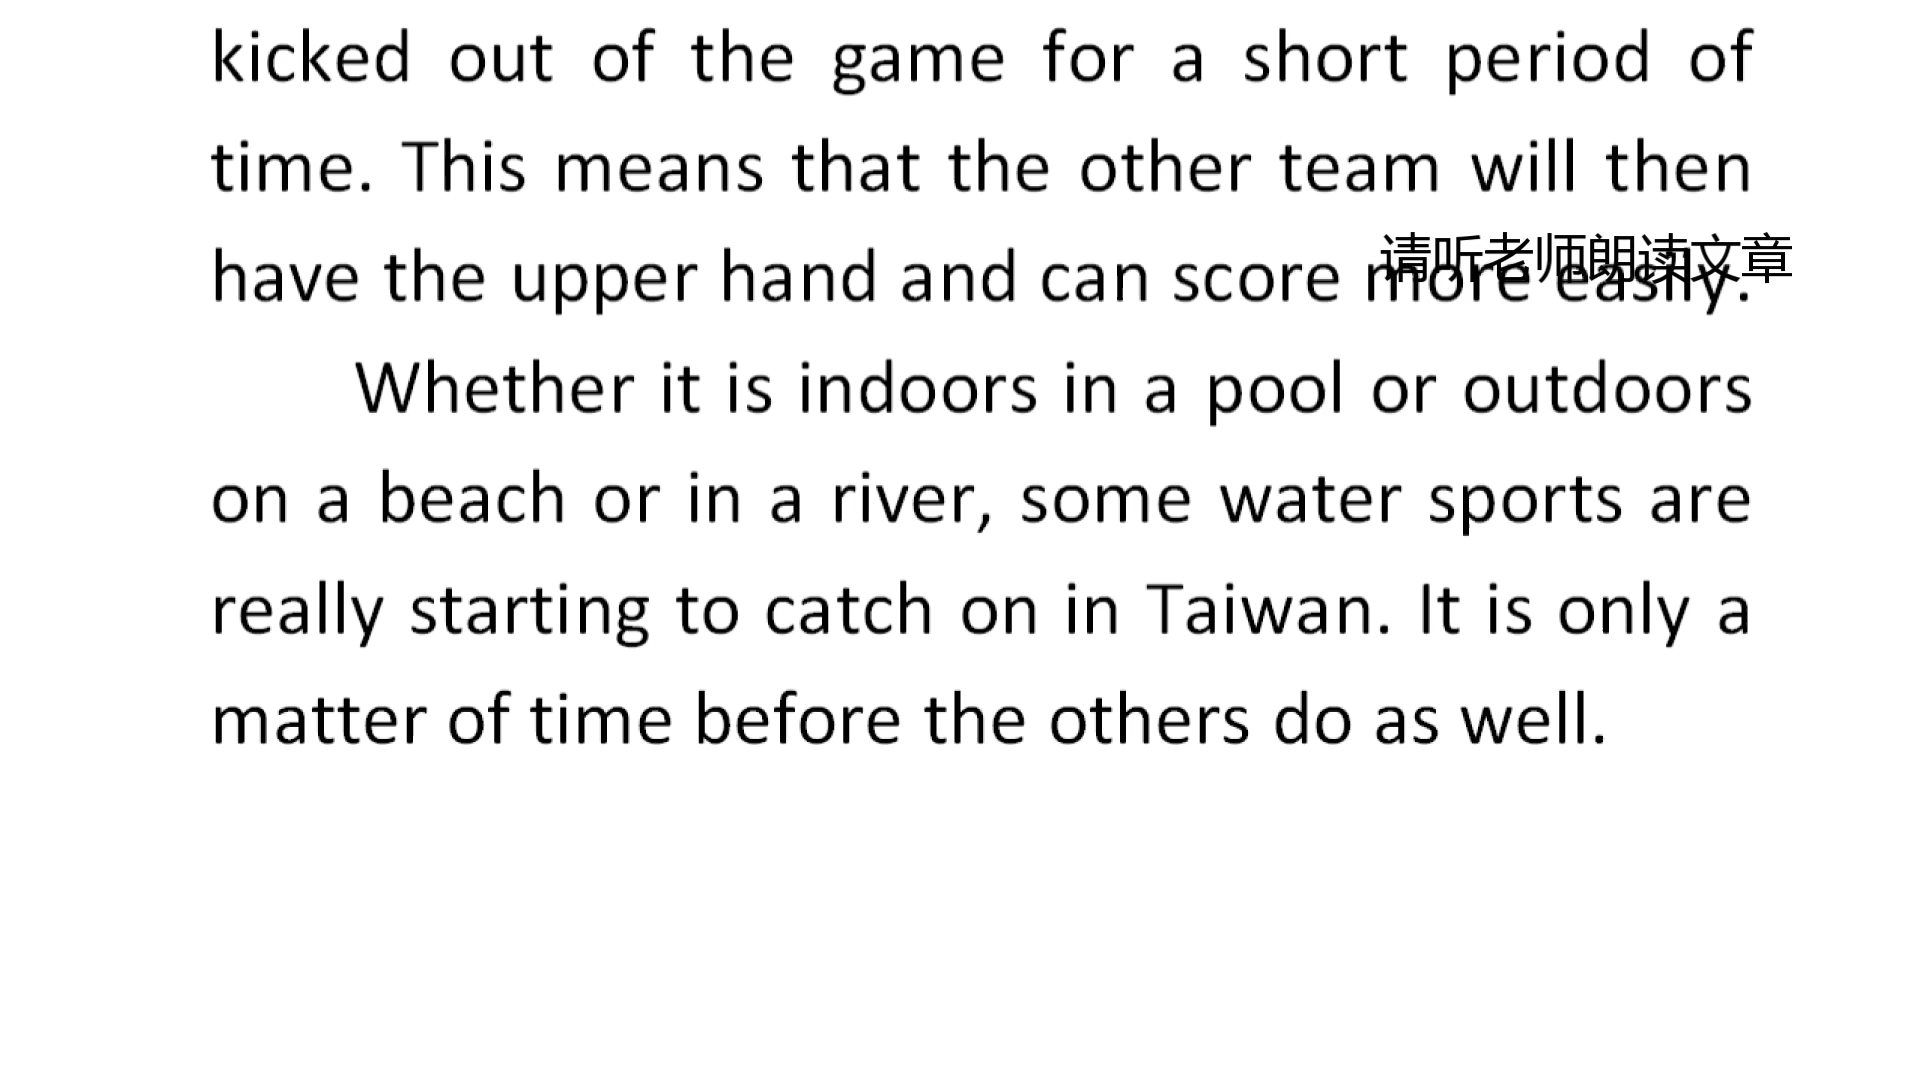 kicked out of the game for a short period of
time. This means that the other team will then
have the upper hand and can score more easily.
请听老师朗读文章
Whether it is indoors in a pool or outdoors
on a beach or in a river, some water sports are
really starting to catch on in Taiwan. It is only a
matter of time before the others do as well.